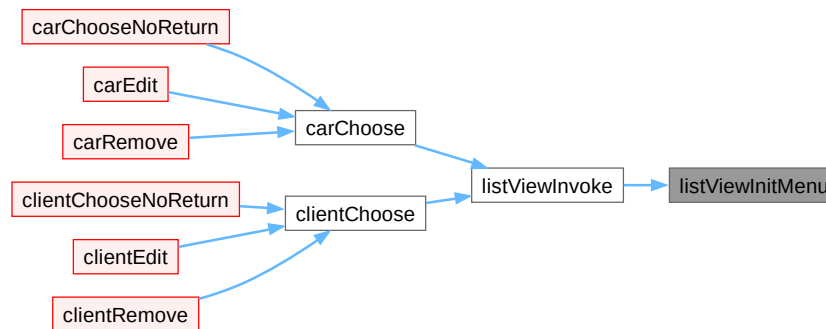 carChooseNoReturn
carEdit
carRemove
carChoose
clientChooseNoReturn
clientEdit
clientRemove
clientChoose
listViewInvoke
listViewInitMenu